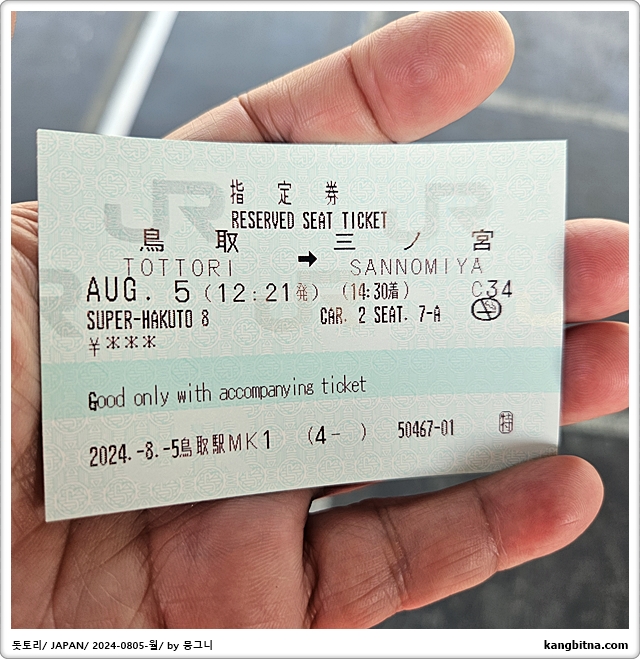 指定券
RESERVED SEAT TICKET
鳥取 ➡ 三ノ宮
TOTTORI SANNOMIYA
AUG. 5 (12:21発) (14:30着) C34
SUPER-HAKUTO 8 CAR. 2 SEAT. 7-A
¥***
Good only with accompanying ticket
2024.-8.-5鳥取駅MK1 (4- ) 50467-01 特
돗토리/ JAPAN/ 2024-0805-월/ by 뭉그니 kangbitna.com